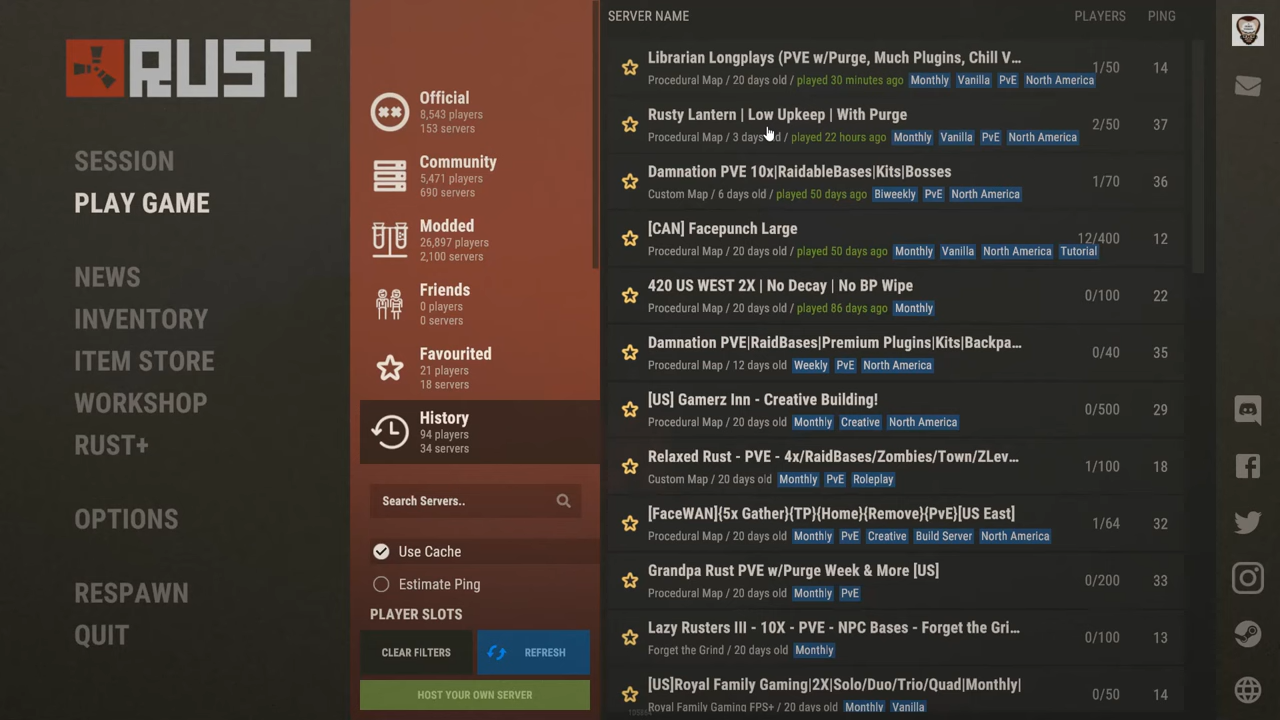 RUST
SESSION
PLAY GAME
NEWS
INVENTORY
ITEM STORE
WORKSHOP
RUST+
OPTIONS
RESPAWN
QUIT
Official
8,543 players
153 servers
Community
5,471 players
690 servers
Modded
26,897 players
2,100 servers
Friends
0 players
0 servers
Favourited
21 players
18 servers
History
94 players
34 servers
Search Servers..
Use Cache
Estimate Ping
PLAYER SLOTS
CLEAR FILTERS REFRESH
HOST YOUR OWN SERVER
SERVER NAME PLAYERS PING
Librarian Longplays (PVE w/Purge, Much Plugins, Chill V... 1/50 14
Procedural Map / 20 days old / played 30 minutes ago Monthly Vanilla PvE North America
Rusty Lantern | Low Upkeep | With Purge 2/50 37
Procedural Map / 3 days old / played 22 hours ago Monthly Vanilla PvE North America
Damnation PVE 10x|RaidableBases|Kits|Bosses 1/70 36
Custom Map / 6 days old / played 50 days ago Biweekly PvE North America
[CAN] Facepunch Large 12/400 12
Procedural Map / 20 days old / played 50 days ago Monthly Vanilla North America Tutorial
420 US WEST 2X | No Decay | No BP Wipe 0/100 22
Procedural Map / 20 days old / played 86 days ago Monthly
Damnation PVE|RaidBases|Premium Plugins|Kits|Backpa... 0/40 35
Procedural Map / 12 days old Weekly PvE North America
[US] Gamerz Inn - Creative Building! 0/500 29
Procedural Map / 20 days old Monthly Creative North America
Relaxed Rust - PVE - 4x/RaidBases/Zombies/Town/ZLev... 1/100 18
Custom Map / 20 days old Monthly PvE Roleplay
[FaceWAN]{5x Gather}{TP}{Home}{Remove}{PvE}[US East] 1/64 32
Procedural Map / 20 days old Monthly PvE Creative Build Server North America
Grandpa Rust PVE w/Purge Week & More [US] 0/200 33
Procedural Map / 20 days old Monthly PvE
Lazy Rusters III - 10X - PVE - NPC Bases - Forget the Gri... 0/100 13
Forget the Grind / 20 days old Monthly
[US]Royal Family Gaming|2X|Solo/Duo/Trio/Quad|Monthly| 0/50 14
Royal Family Gaming FPS+ / 20 days old Monthly Vanilla